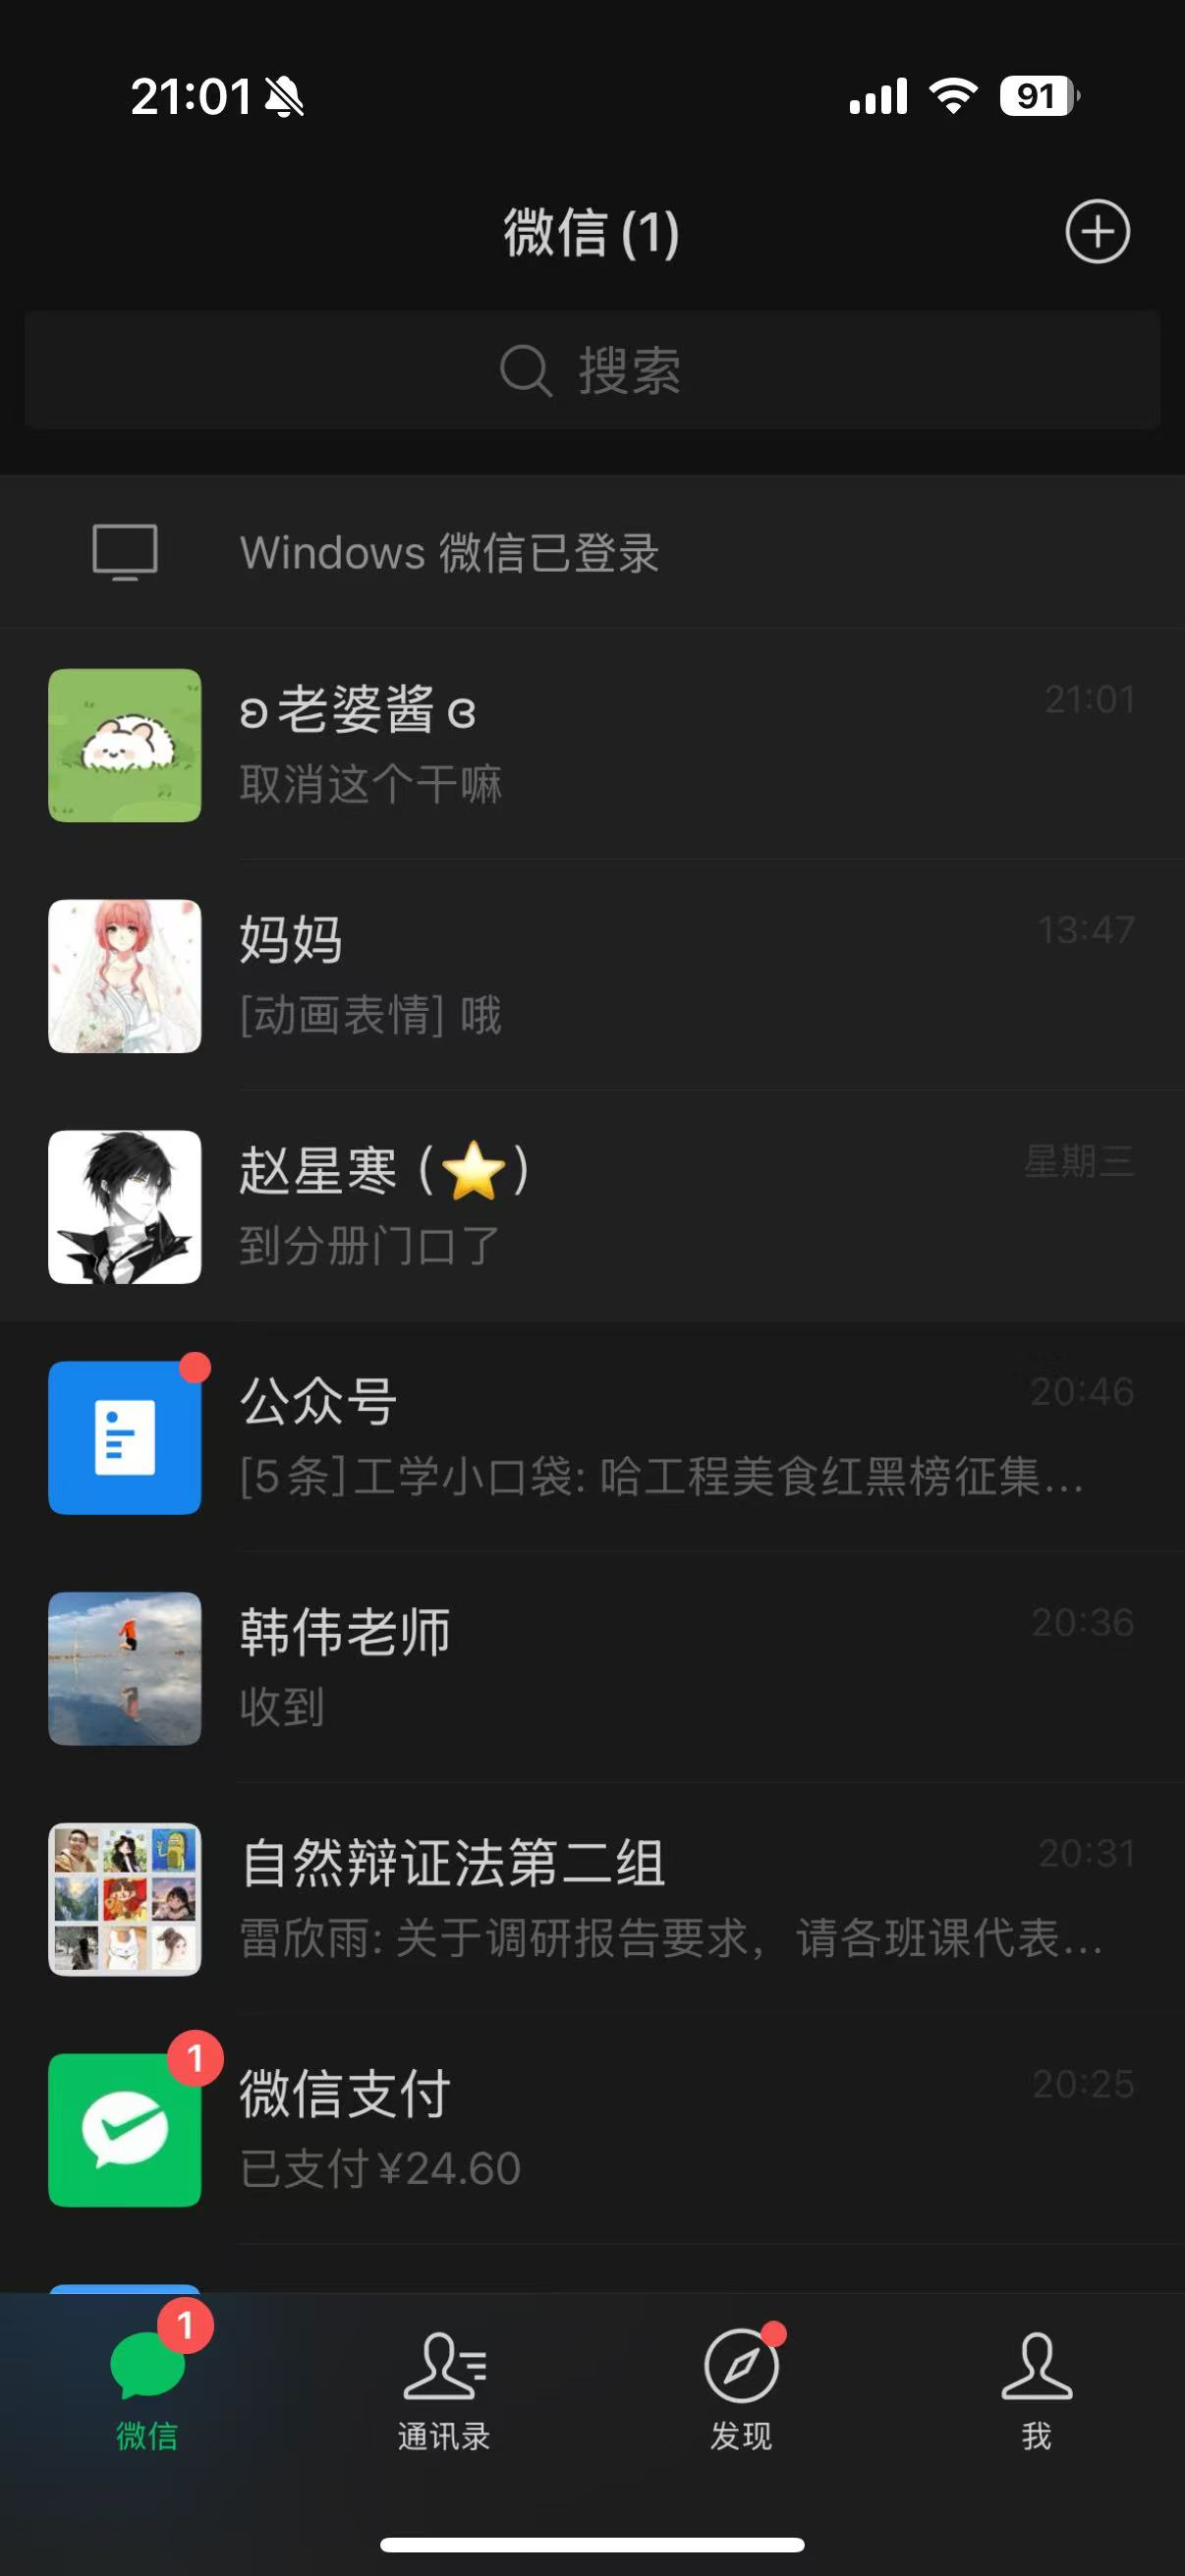 21:01
91
微信(1)
搜索
Windows 微信已登录
ʚ老婆酱ɞ
21:01
取消这个干嘛
妈妈
13:47
[动画表情] 哦
赵星寒 (⭐)
星期三
到分册门口了
公众号
20:46
[5条]工学小口袋: 哈工程美食红黑榜征集...
韩伟老师
20:36
收到
自然辩证法第二组
20:31
雷欣雨: 关于调研报告要求，请各班课代表...
1
微信支付
20:25
已支付¥24.60
1
微信
通讯录
发现
我